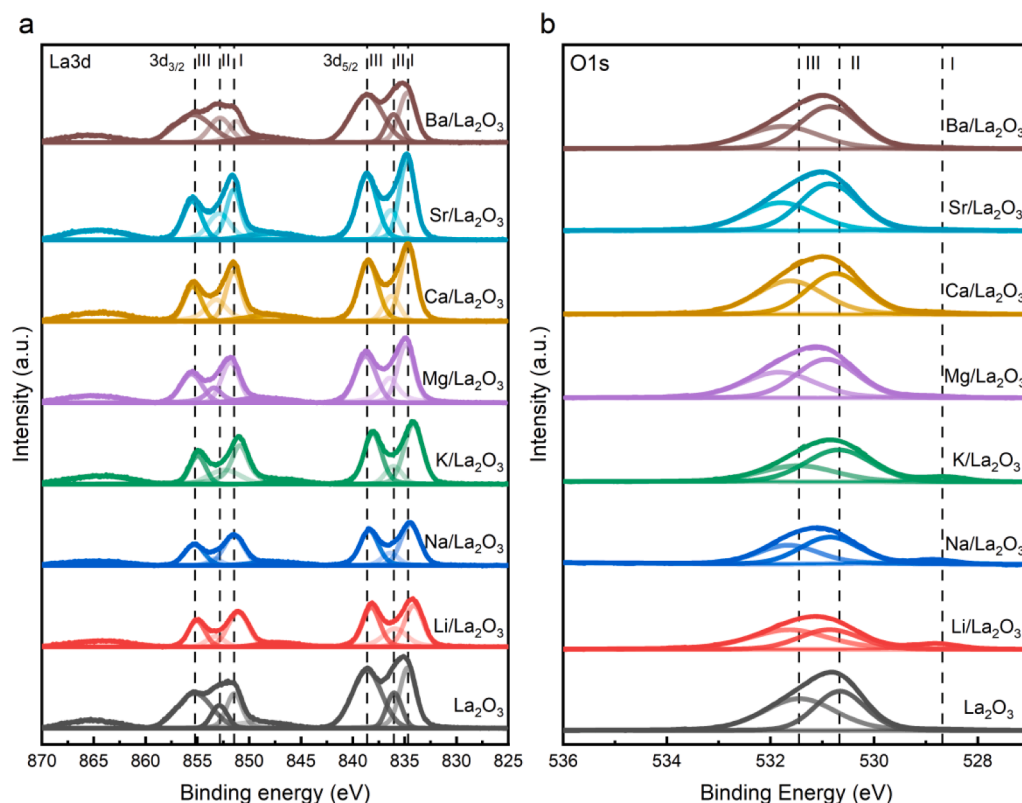 a
La3d
3d3/2 III II I
3d5/2 III II I
Ba/La2O3
Sr/La2O3
Ca/La2O3
Mg/La2O3
K/La2O3
Na/La2O3
Li/La2O3
La2O3
Intensity (a.u.)
870 865 860 855 850 845 840 835 830 825
Binding energy (eV)
b
O1s
III II I
Ba/La2O3
Sr/La2O3
Ca/La2O3
Mg/La2O3
K/La2O3
Na/La2O3
Li/La2O3
La2O3
Intensity (a.u.)
536 534 532 530 528
Binding Energy (eV)